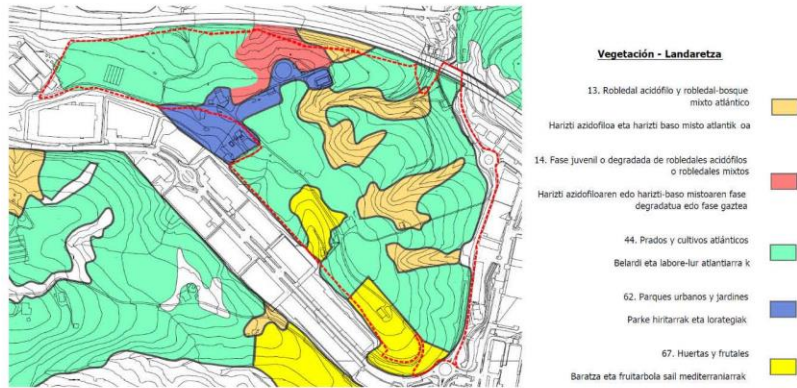 Vegetación - Landaretza
13. Robledal acidófilo y robledal-bosque
mixto atlántico
Harizti azidofiloa eta harizti baso misto atlantik oa
14. Fase juvenil o degradada de robledales acidófilos
o robledales mixtos
Harizti azidofiloaren edo harizti-baso mistoaren fase
degradatua edo fase gaztea
44. Prados y cultivos atlánticos
Belardi eta labore-lur atlantiarra k
62. Parques urbanos y jardines
Parke hiritarrak eta lorategiak
67. Huertas y frutales
Baratza eta fruitarbola sail mediterraniarrak